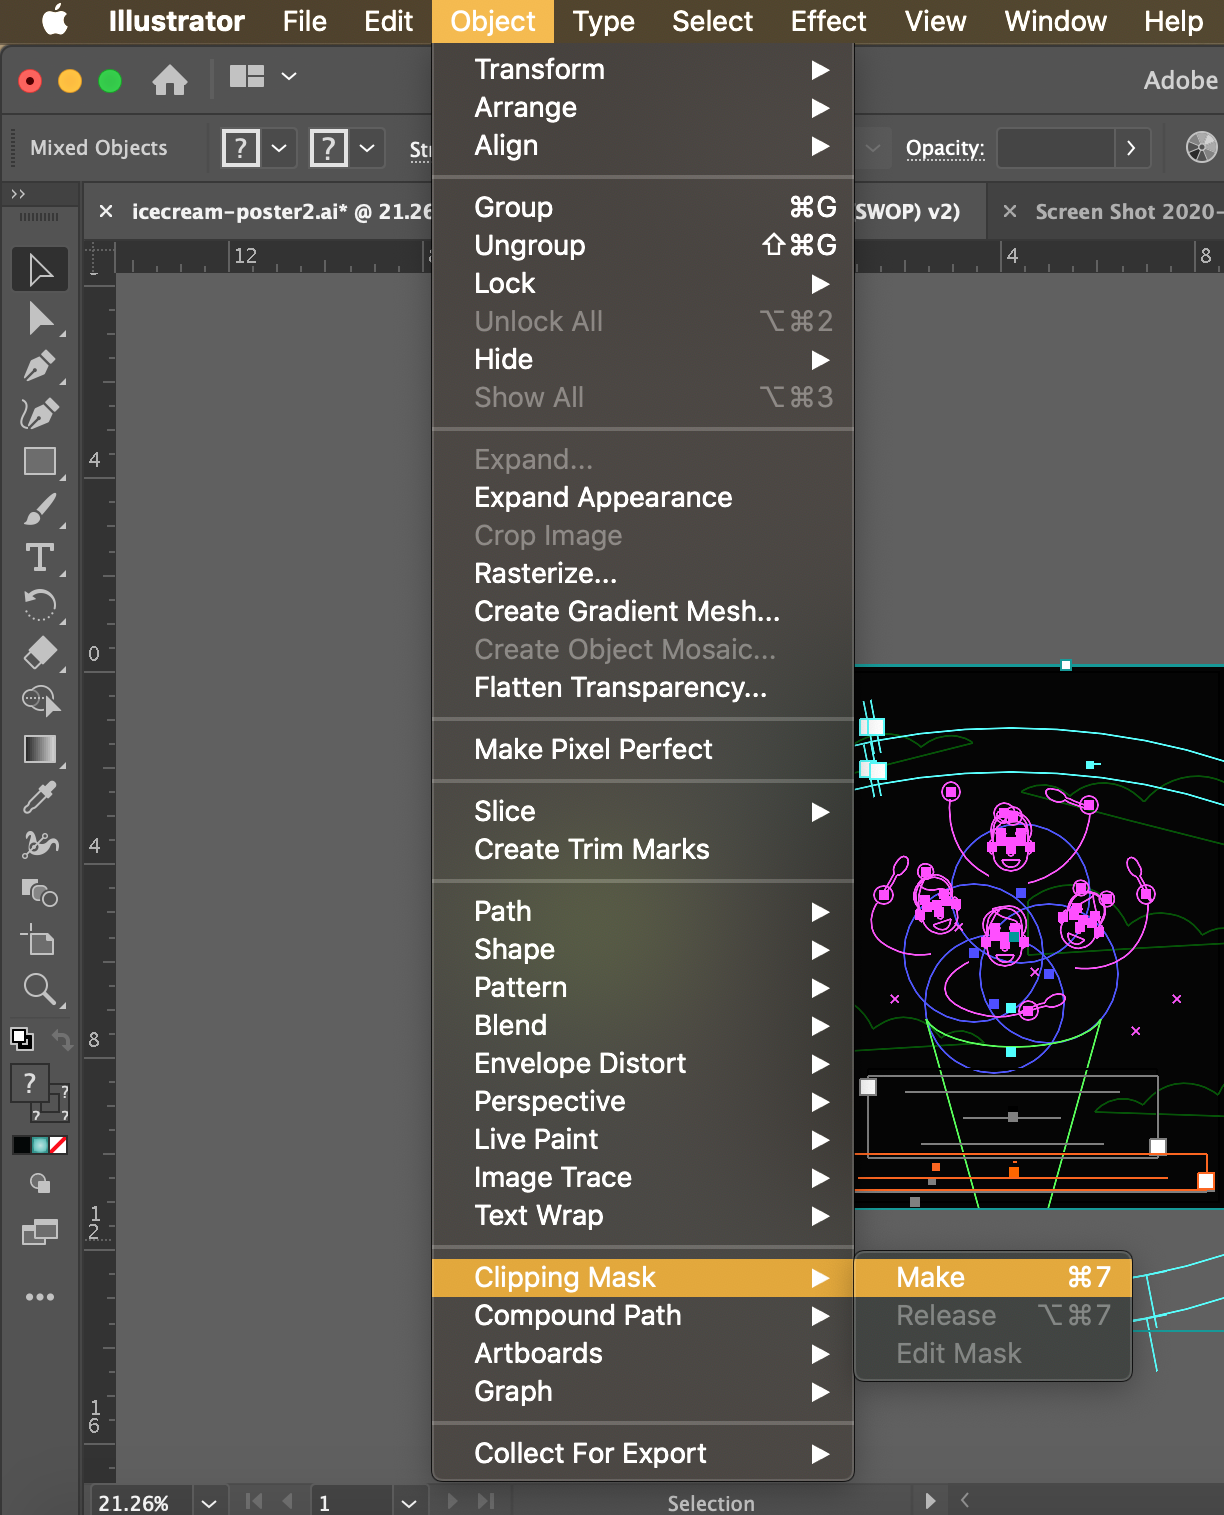 Illustrator File Edit Object Type Select Effect View Window Help
Adobe
Mixed Objects ? ? Str Opacity:
× icecream-poster2.ai* @ 21.26 SWOP) v2) × Screen Shot 2020-
12 8 4 8
Transform
Arrange
Align
Group ⌘G
Ungroup ⇧⌘G
Lock
Unlock All ⌥⌘2
Hide
Show All ⌥⌘3
Expand...
Expand Appearance
Crop Image
Rasterize...
Create Gradient Mesh...
Create Object Mosaic...
Flatten Transparency...
Make Pixel Perfect
Slice
Create Trim Marks
Path
Shape
Pattern
Blend
Envelope Distort
Perspective
Live Paint
Image Trace
Text Wrap
Clipping Mask
Compound Path
Artboards
Graph
Collect For Export
Make ⌘7
Release ⌥⌘7
Edit Mask
4
0
4
8
12
16
T
?
?
? ?
21.26% 1 Selection